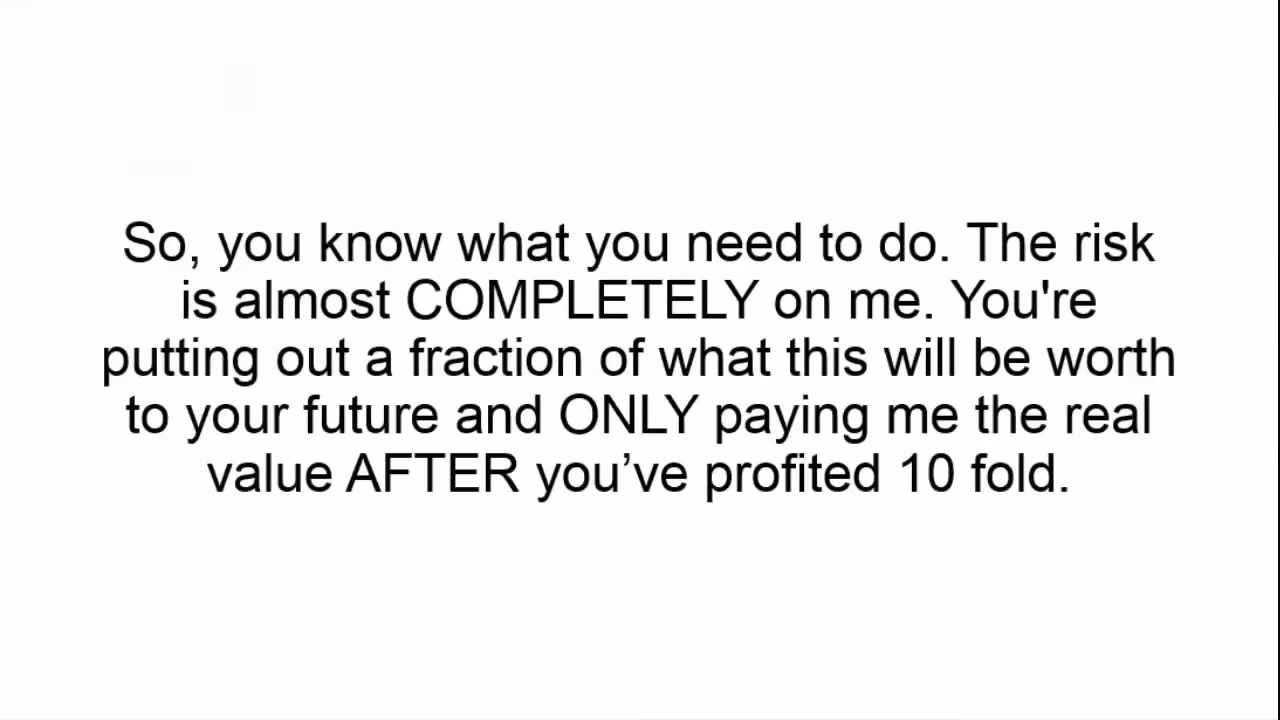 So, you know what you need to do. The risk
is almost COMPLETELY on me. You're
putting out a fraction of what this will be worth
to your future and ONLY paying me the real
value AFTER you’ve profited 10 fold.